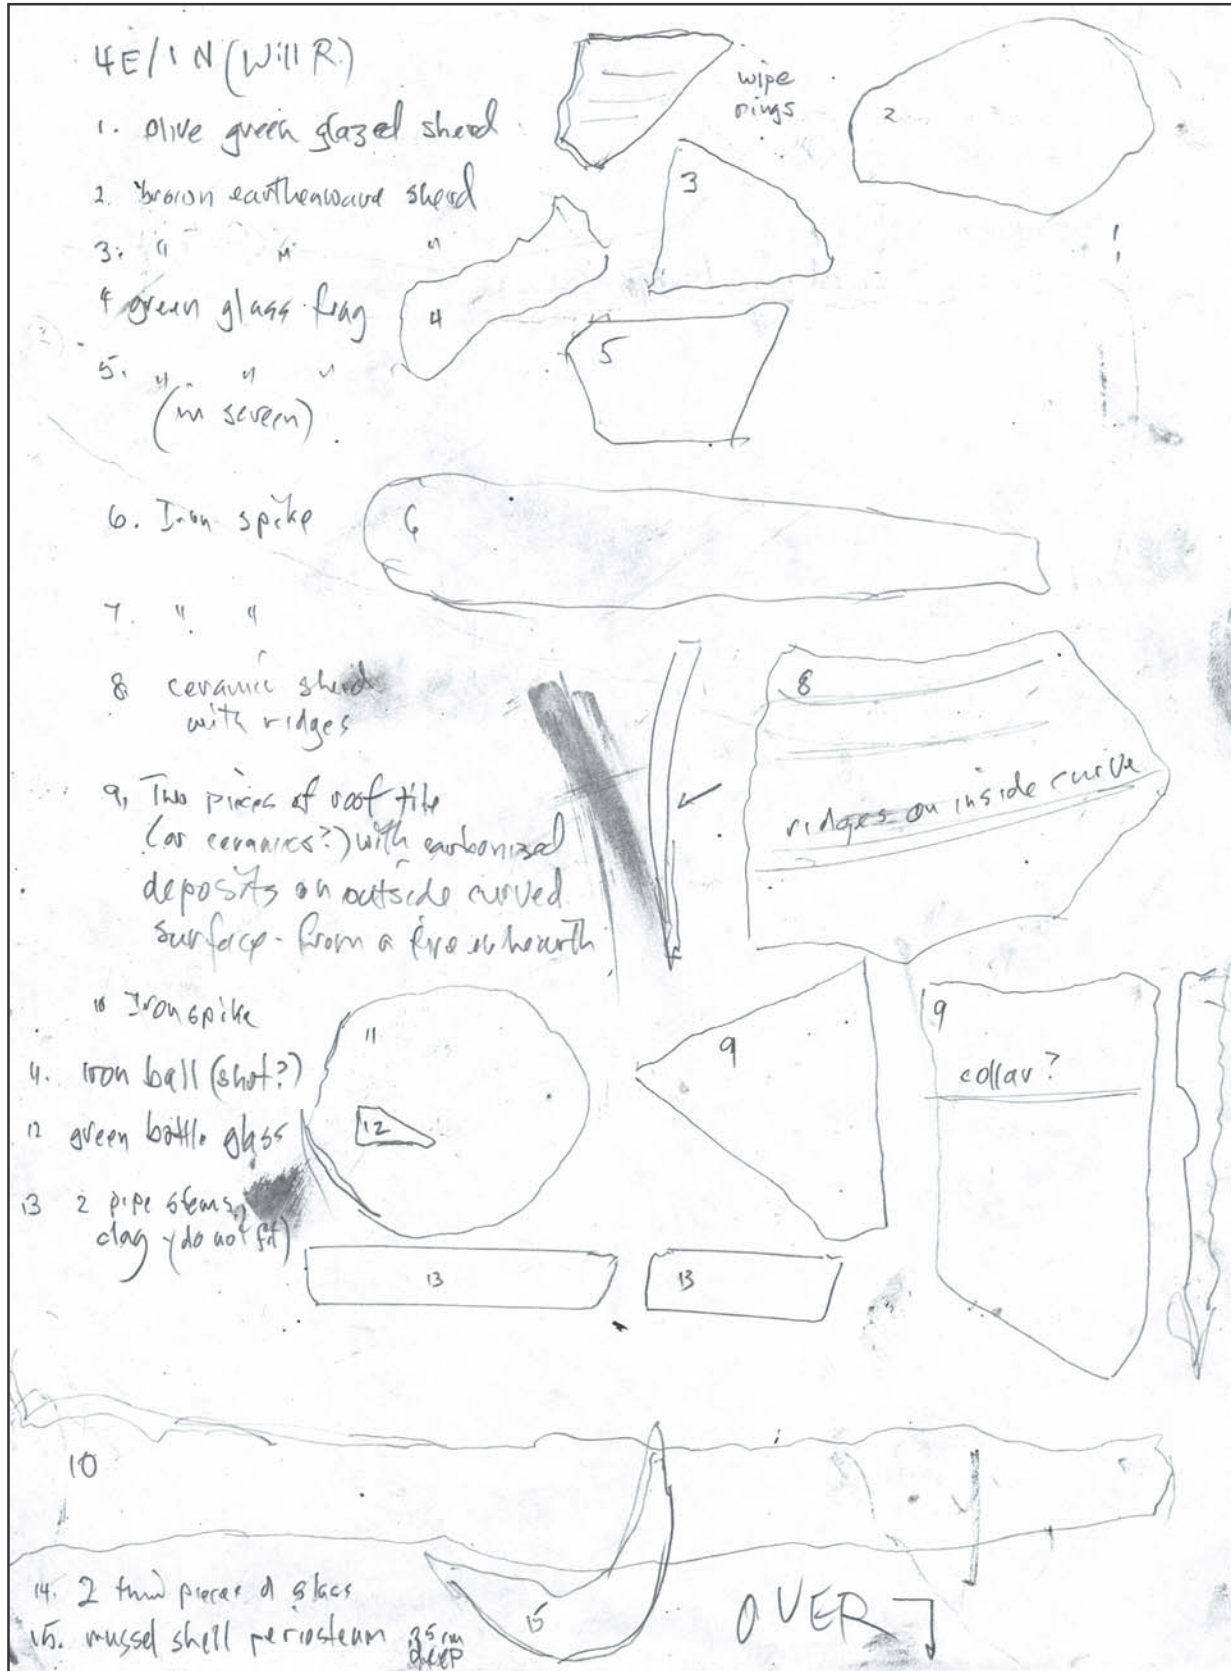 4E/1N (Will R.)
1. Olive green glazed sherd
wipe
rings
2
2. brown earthenware sherd
3
3. " " "
4 green glass frag
4
5. " " "
5
(in screen)
6. Iron spike
6
7. " "
8 ceramic sherd
with ridges
8
ridges on inside curve
9, Two pieces of roof tile
(or ceramics?) with carbonized
deposits on outside curved
surface - from a fire or hearth
10 Iron spike
11
9
9
collar?
11. iron ball (shot?)
12 green bottle glass
12
13 2 pipe stems,
clay (do not fit)
13
13
10
14. 2 thin pieces of glass
15. mussel shell periosteum
deep
15
OVER